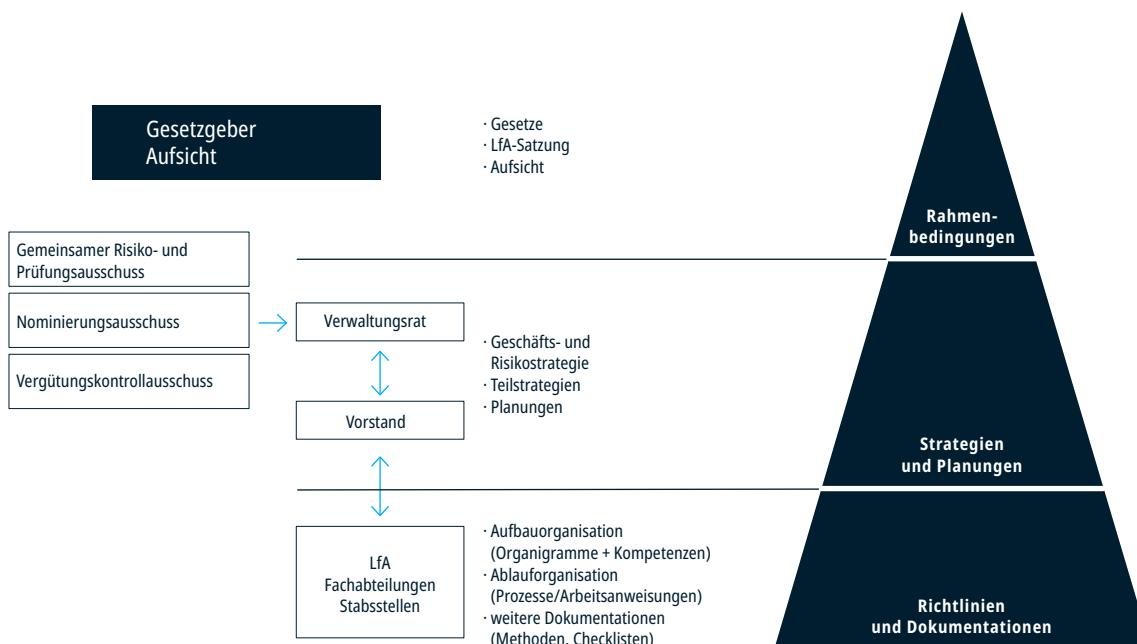 Gesetzgeber
Aufsicht
· Gesetze
· LfA-Satzung
· Aufsicht
Rahmen-
bedingungen
Gemeinsamer Risiko- und
Prüfungsausschuss
Nominierungsausschuss
Vergütungskontrollausschuss
Verwaltungsrat
Vorstand
· Geschäfts- und
Risikostrategie
· Teilstrategien
· Planungen
Strategien
und Planungen
LfA
Fachabteilungen
Stabsstellen
· Aufbauorganisation
(Organigramme + Kompetenzen)
· Ablauforganisation
(Prozesse/Arbeitsanweisungen)
· weitere Dokumentationen
(Methoden, Checklisten)
Richtlinien
und Dokumentationen